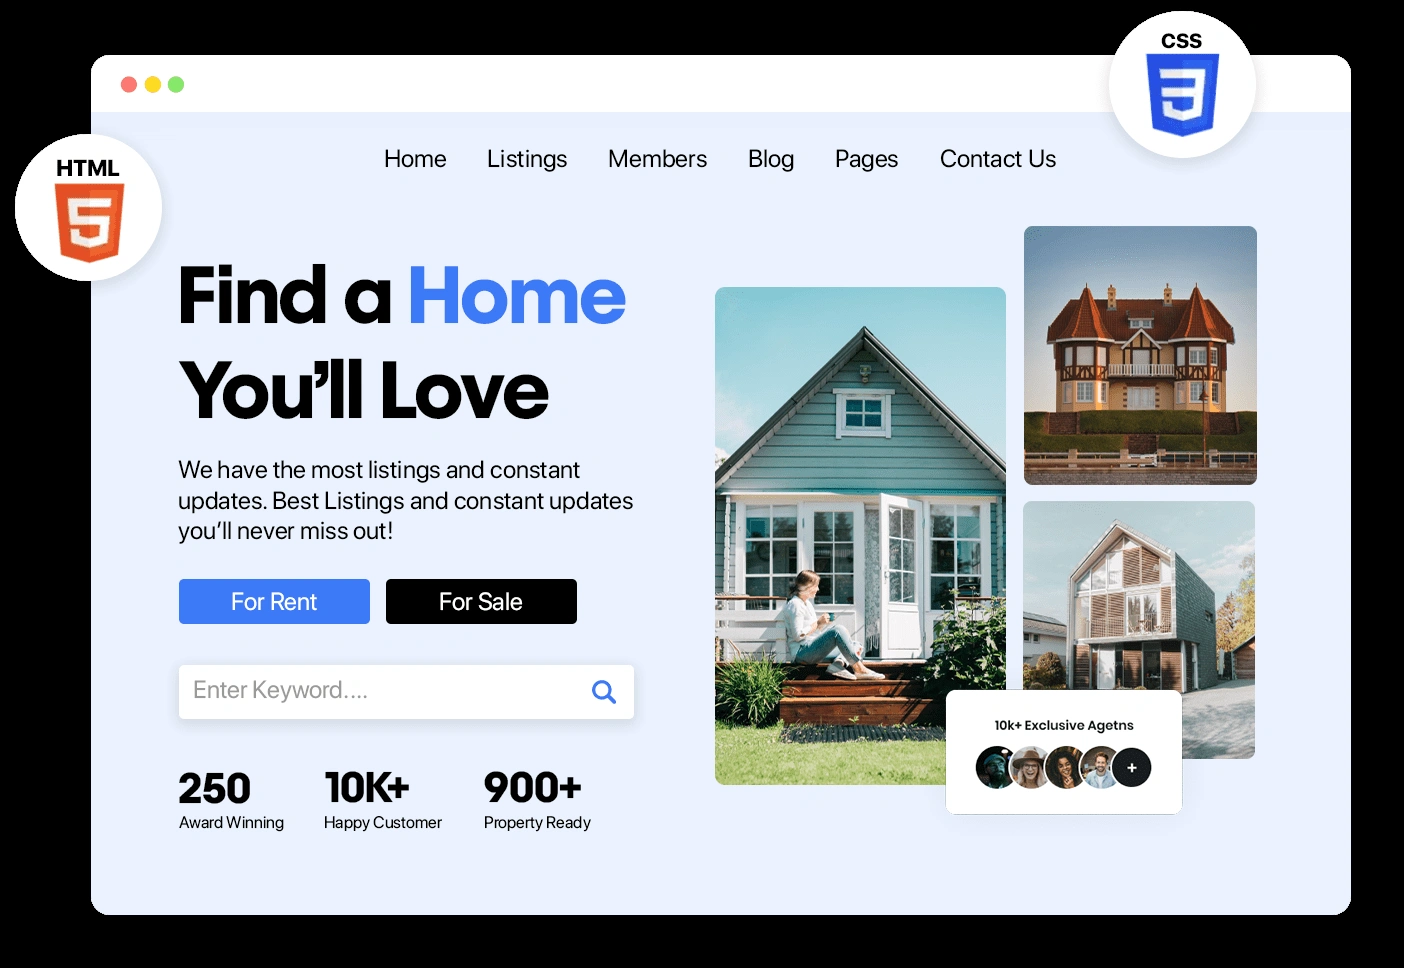 CSS
3
HTML
5
Home Listings Members Blog Pages Contact Us
Find a Home
You'll Love
We have the most listings and constant
updates. Best Listings and constant updates
you'll never miss out!
For Rent For Sale
Enter Keyword....
250 10K+ 900+
Award Winning Happy Customer Property Ready
10k+ Exclusive Agetns
+